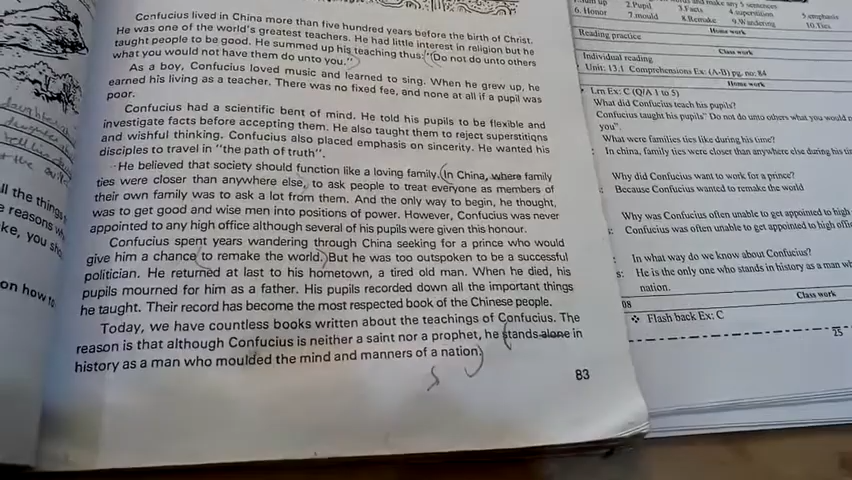 Confucius lived in China more than five hundred years before the birth of Christ.
He was one of the world's greatest teachers. He had little interest in religion but he
taught people to be good. He summed up his teaching thus: "(Do not do unto others
what you would not have them do unto you.")
As a boy, Confucius loved music and learned to sing. When he grew up, he
earned his living as a teacher. There was no fixed fee, and none at all if a pupil was
poor.
Confucius had a scientific bent of mind. He told his pupils to be flexible and
investigate facts before accepting them. He also taught them to reject superstitions
and wishful thinking. Confucius also placed emphasis on sincerity. He wanted his
disciples to travel in "the path of truth".
He believed that society should function like a loving family. (In China, where family
ties were closer than anywhere else, to ask people to treat everyone as members of
their own family was to ask a lot from them. And the only way to begin, he thought,
was to get good and wise men into positions of power. However, Confucius was never
appointed to any high office although several of his pupils were given this honour.
Confucius spent years wandering through China seeking for a prince who would
give him a chance (to remake the world.) But he was too outspoken to be a successful
politician. He returned at last to his hometown, a tired old man. When he died, his
pupils mourned for him as a father. His pupils recorded down all the important things
he taught. Their record has become the most respected book of the Chinese people.
Today, we have countless books written about the teachings of Confucius. The
reason is that although Confucius is neither a saint nor a prophet, he (stands alone in
history as a man who moulded the mind and manners of a nation.)
5
83
ll the things
reasons w
ke, you sho
on how to
and make any 5 sentences
2.Pupil 3.Facts 4.superstition 5.emphasis
6. Honor 7.mould 8.Remake 9.Wandering 10.Ties
Home work
Reading practice
Class work
Individual reading
Unit: 13.1 Comprehensions Ex: (A-B) pg. no: 84
Home work
Lrn Ex: C (Q/A 1 to 5)
What did Confucius teach his pupils?
Confucius taught his pupils" Do not do unto others what you would
you".
What were families ties like during his time?
: In china, family ties were closer than anywhere else during his
Why did Confucius want to work for a prince?
: Because Confucius wanted to remake the world
Why was Confucius often unable to get appointed to high
: Confucius was often unable to get appointed to high offic
: In what way do we know about Confucius?
s: He is the only one who stands in history as a man
nation.
08 Class work
❖ Flash back Ex: C
25